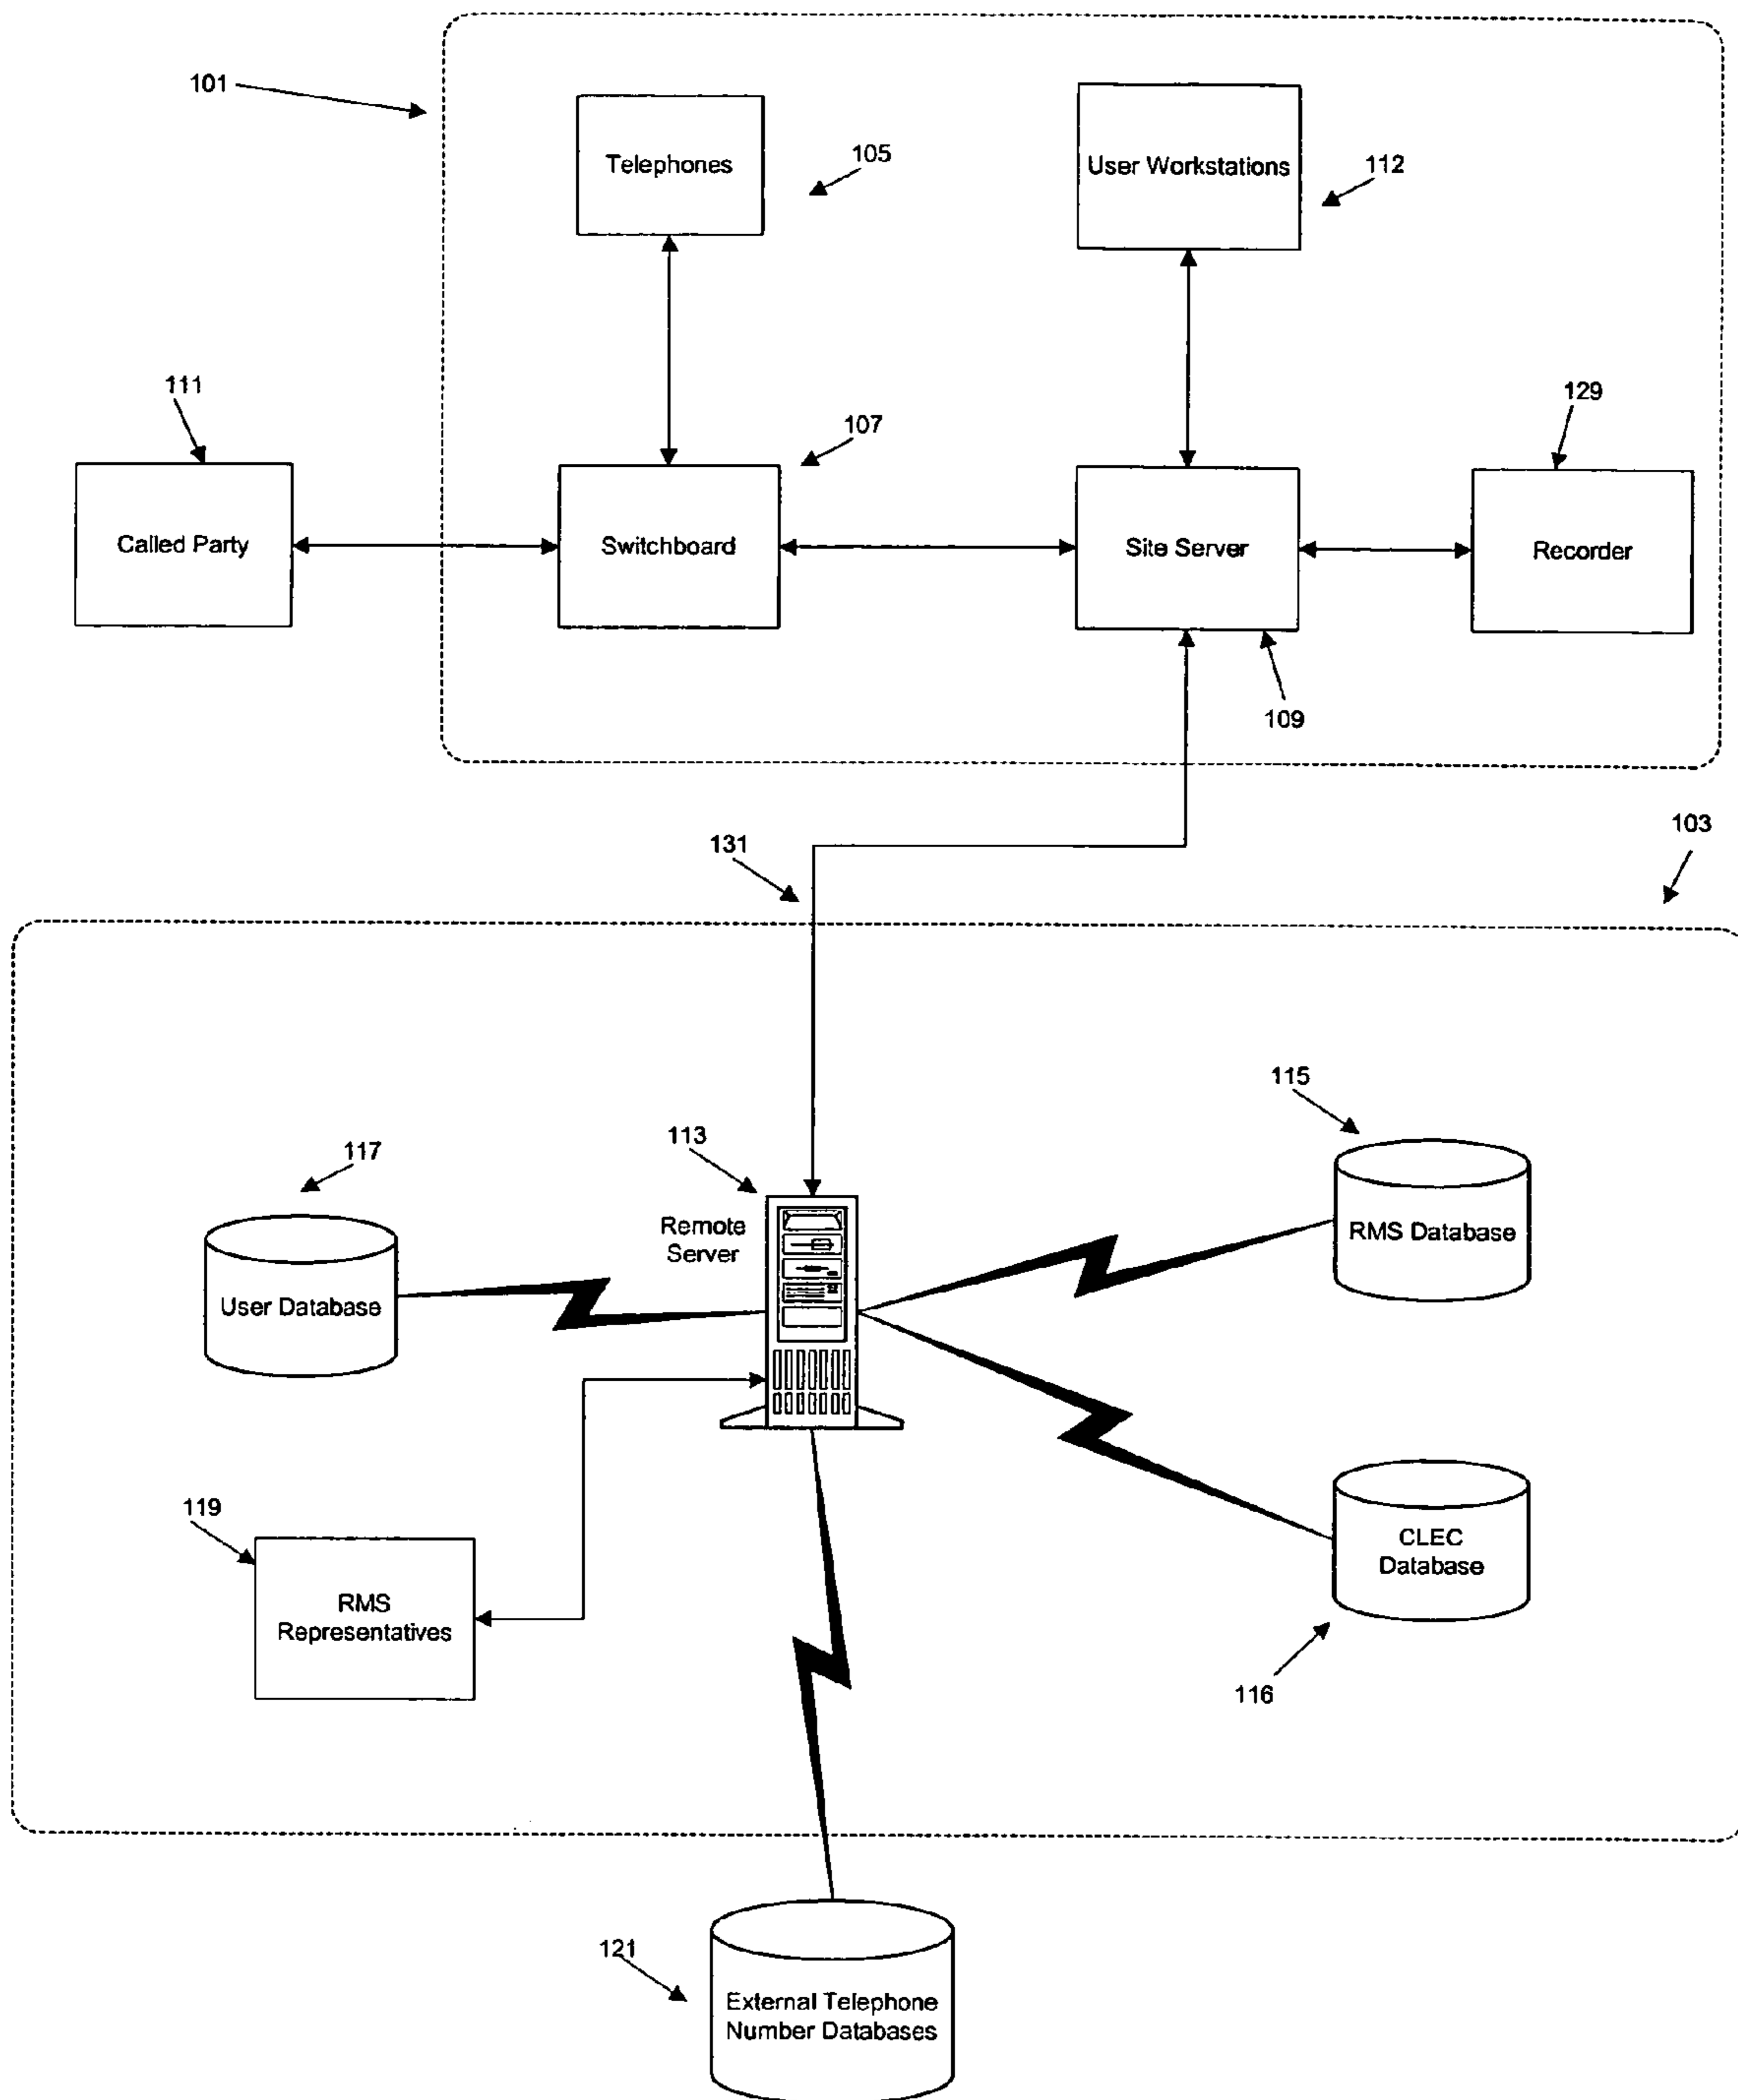 101
Telephones
105
User Workstations
112
111
107
129
Called Party
Switchboard
Site Server
Recorder
109
103
131
115
117
113
Remote
Server
RMS Database
User Database
119
CLEC
Database
RMS
Representatives
116
121
External Telephone
Number Databases